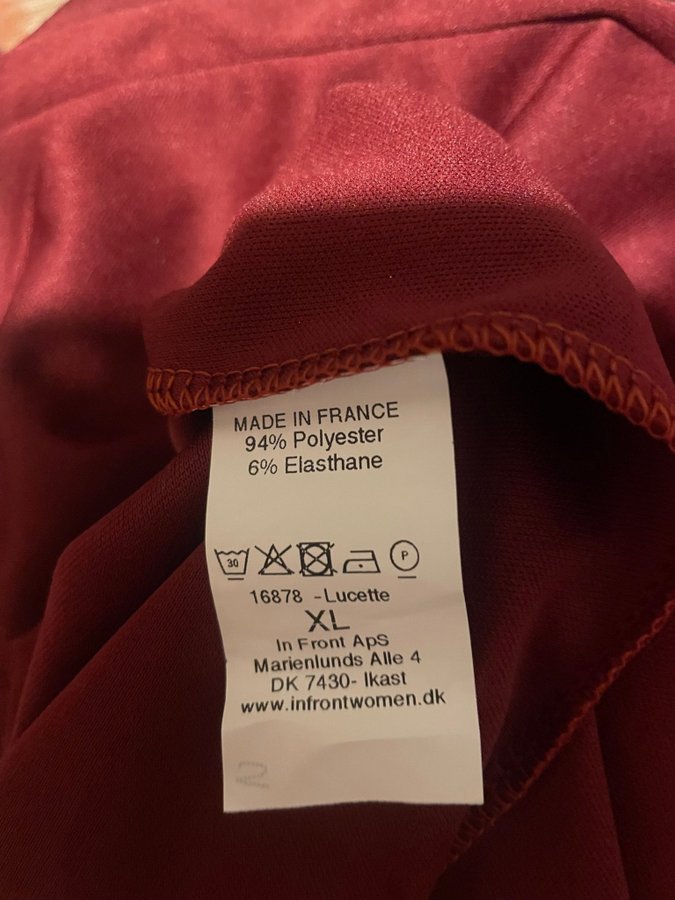 MADE IN FRANCE
94% Polyester
6% Elasthane
30 P
16878 -Lucette
XL
In Front ApS
Marienlunds Alle 4
DK 7430- Ikast
www.infrontwomen.dk